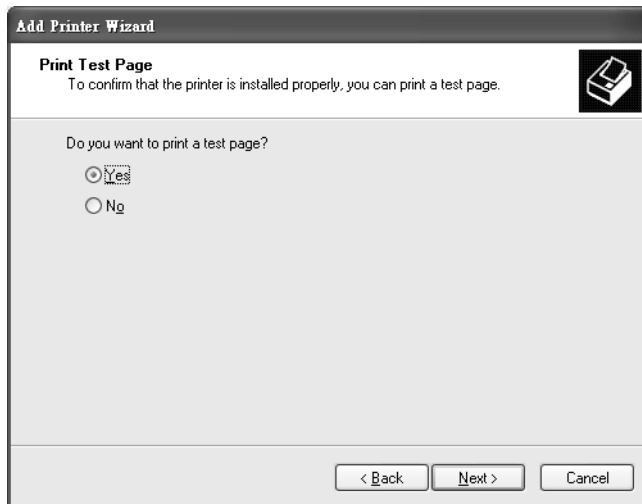 Add Printer Wizard
Print Test Page
To confirm that the printer is installed properly, you can print a test page.
Do you want to print a test page?
Yes
No
< Back
Next >
Cancel